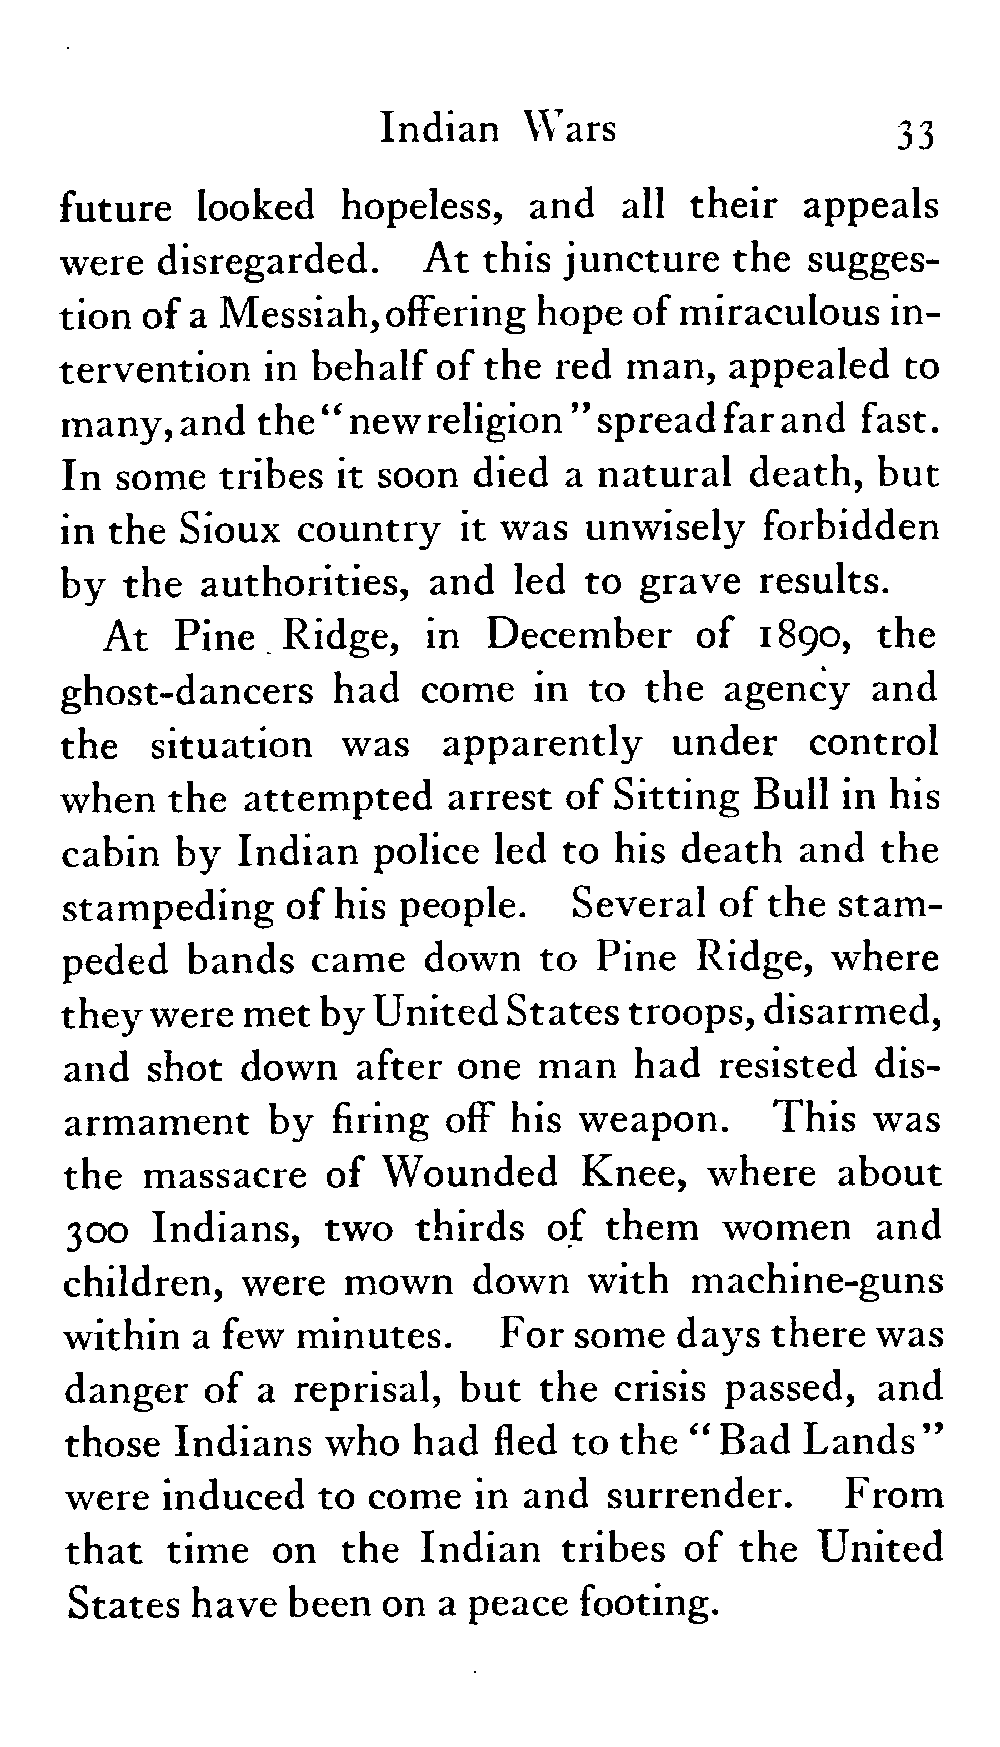 Indian Wars 33
future looked hopeless, and all their appeals
were disregarded. At this juncture the sugges-
tion of a Messiah, offering hope of miraculous in-
tervention in behalf of the red man, appealed to
many, and the "new religion" spread far and fast.
In some tribes it soon died a natural death, but
in the Sioux country it was unwisely forbidden
by the authorities, and led to grave results.
At Pine Ridge, in December of 1890, the
ghost-dancers had come in to the agency and
the situation was apparently under control
when the attempted arrest of Sitting Bull in his
cabin by Indian police led to his death and the
stampeding of his people. Several of the stam-
peded bands came down to Pine Ridge, where
they were met by United States troops, disarmed,
and shot down after one man had resisted dis-
armament by firing off his weapon. This was
the massacre of Wounded Knee, where about
300 Indians, two thirds of them women and
children, were mown down with machine-guns
within a few minutes. For some days there was
danger of a reprisal, but the crisis passed, and
those Indians who had fled to the "Bad Lands"
were induced to come in and surrender. From
that time on the Indian tribes of the United
States have been on a peace footing.